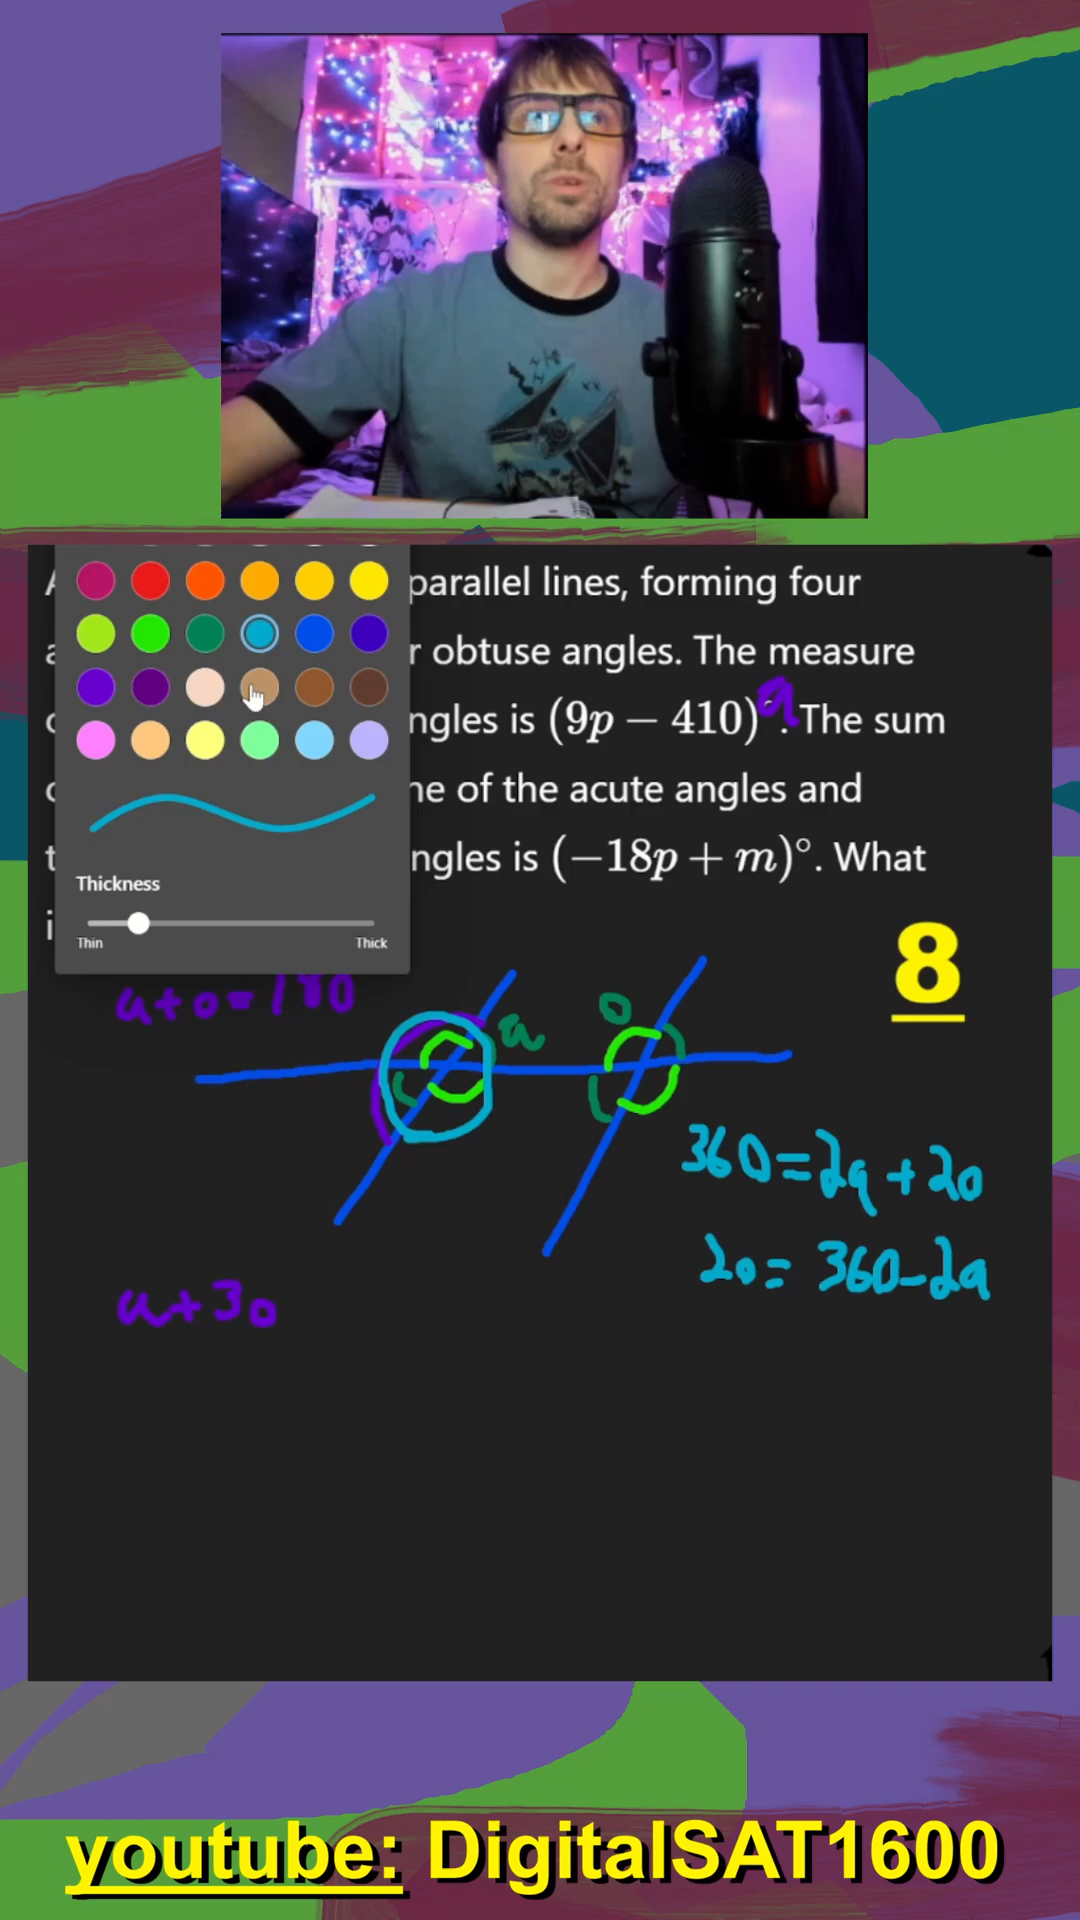 parallel lines, forming four
r obtuse angles. The measure
ngles is (9p − 410)°. The sum
a
ne of the acute angles and
ngles is (−18p + m)°. What
Thickness
Thin Thick
8
a+o=180
a
o
360=2a+2o
2o= 360-2a
a+3o
youtube: DigitalSAT1600